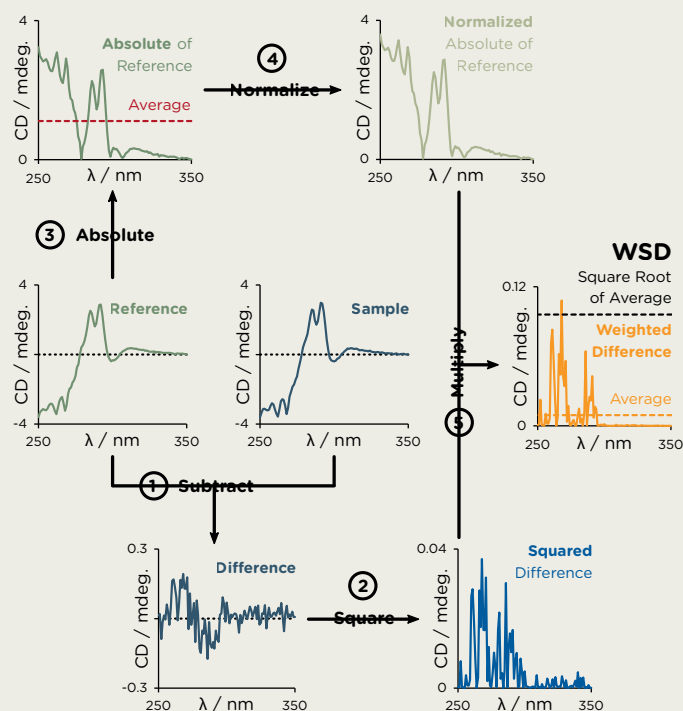 4
CD / mdeg.
0
250
λ / nm
350
Absolute of
Reference
Average
4
Normalize
4
CD / mdeg.
0
250
λ / nm
350
Normalized
Absolute of
Reference
3 Absolute
4
CD / mdeg.
-4
250
λ / nm
350
Reference
4
CD / mdeg.
-4
250
λ / nm
350
Sample
Multiply
5
WSD
Square Root
of Average
0.12
CD / mdeg.
0
250
λ / nm
350
Weighted
Difference
Average
1 Subtract
0.3
CD / mdeg.
-0.3
250
λ / nm
350
Difference
2
Square
0.04
CD / mdeg.
0
250
λ / nm
350
Squared
Difference